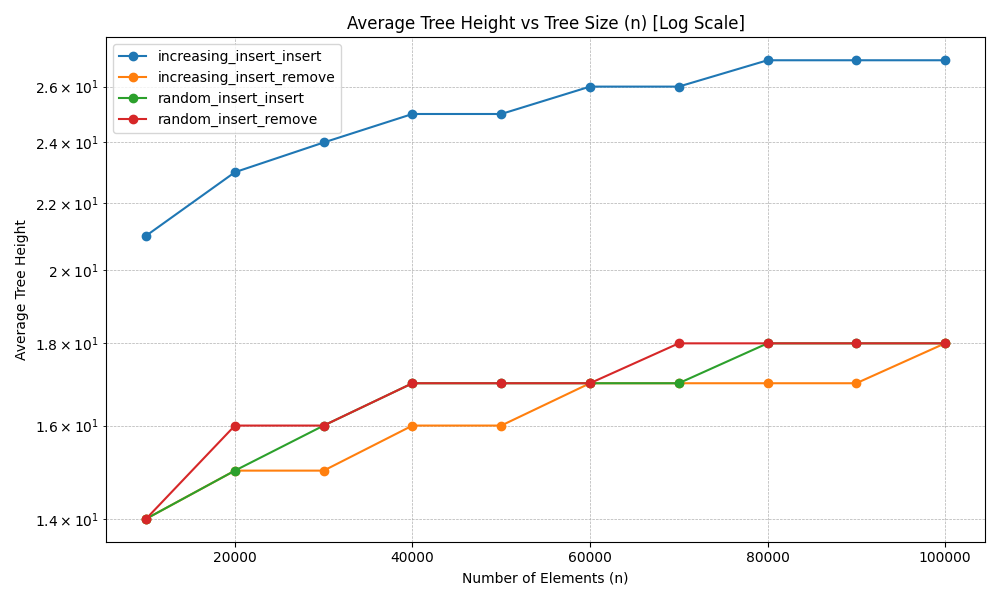 Average Tree Height vs Tree Size (n) [Log Scale]
increasing_insert_insert
increasing_insert_remove
random_insert_insert
random_insert_remove
Average Tree Height
2.6 × 10¹
2.4 × 10¹
2.2 × 10¹
2 × 10¹
1.8 × 10¹
1.6 × 10¹
1.4 × 10¹
20000 40000 60000 80000 100000
Number of Elements (n)